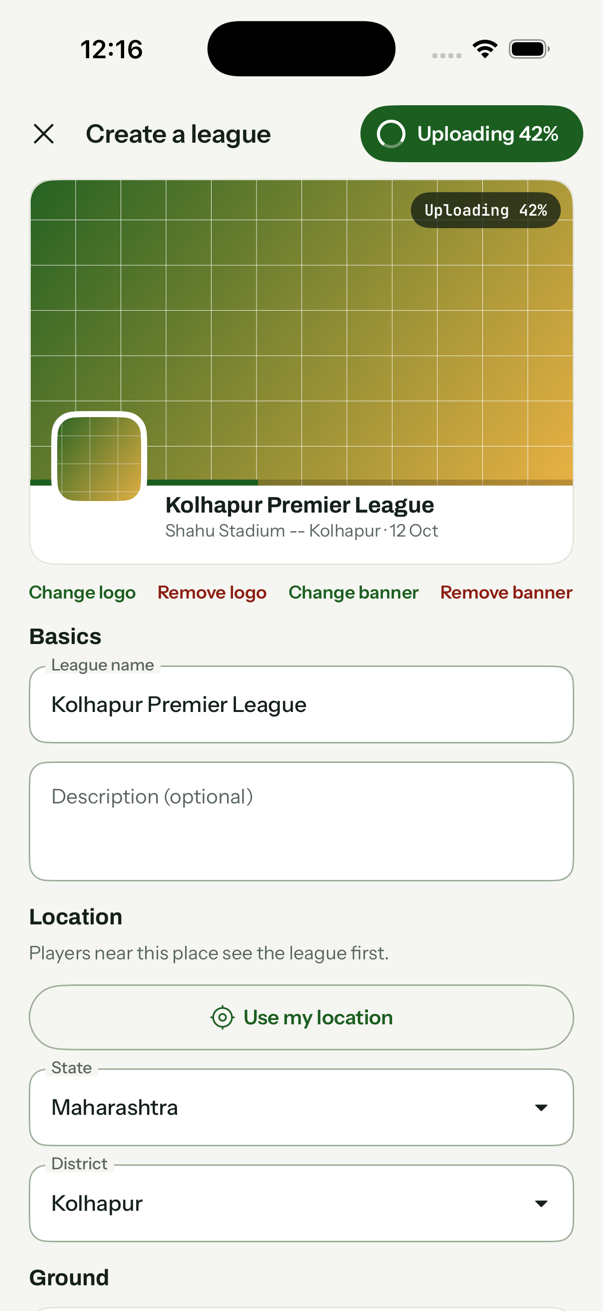 12:16
Create a league
Uploading 42%
Uploading 42%
Kolhapur Premier League
Shahu Stadium -- Kolhapur · 12 Oct
Change logo Remove logo Change banner Remove banner
Basics
League name
Kolhapur Premier League
Description (optional)
Location
Players near this place see the league first.
Use my location
State
Maharashtra
District
Kolhapur
Ground